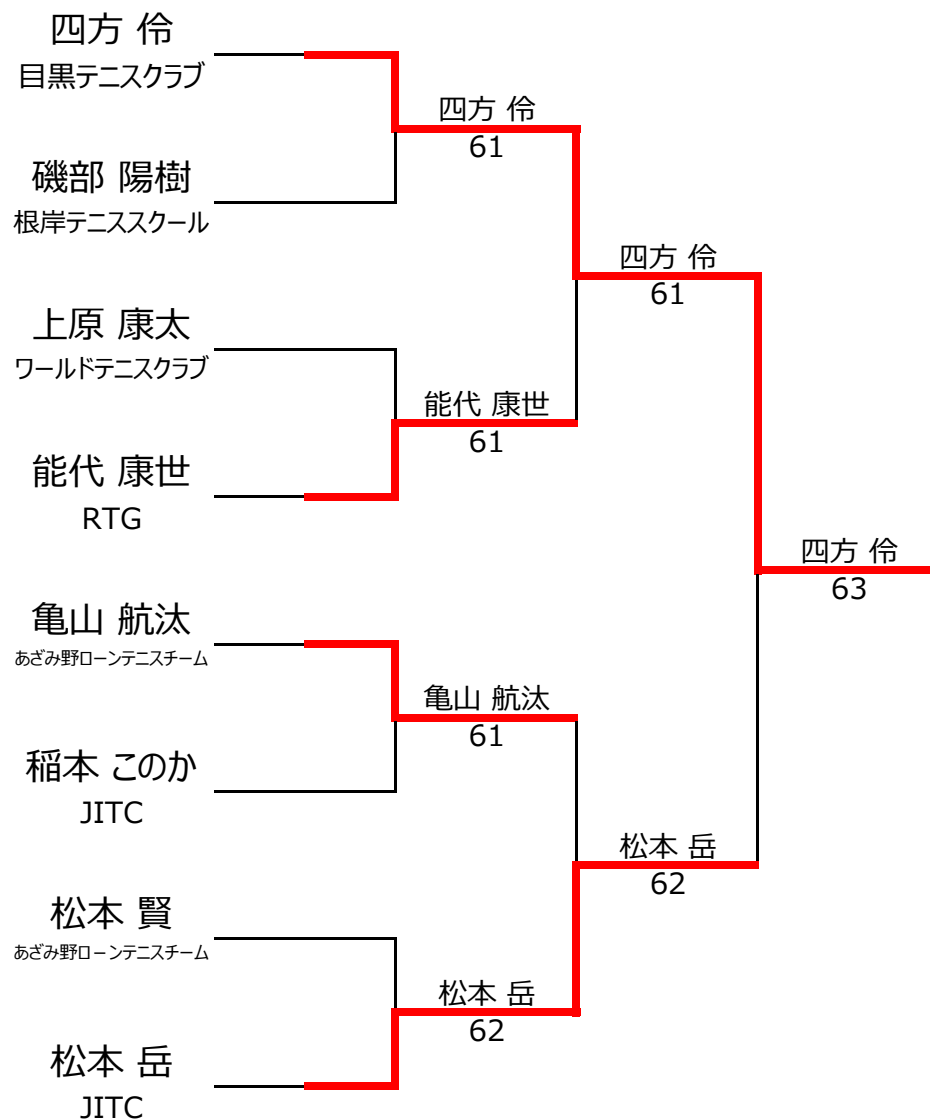 四方 伶
目黒テニスクラブ
四方 伶
61
磯部 陽樹
根岸テニススクール
四方 伶
61
上原 康太
ワールドテニスクラブ
能代 康世
61
能代 康世
RTG
四方 伶
63
亀山 航汰
あざみ野ローンテニスチーム
亀山 航汰
61
稲本 このか
JITC
松本 岳
62
松本 賢
あざみ野ローンテニスチーム
松本 岳
62
松本 岳
JITC